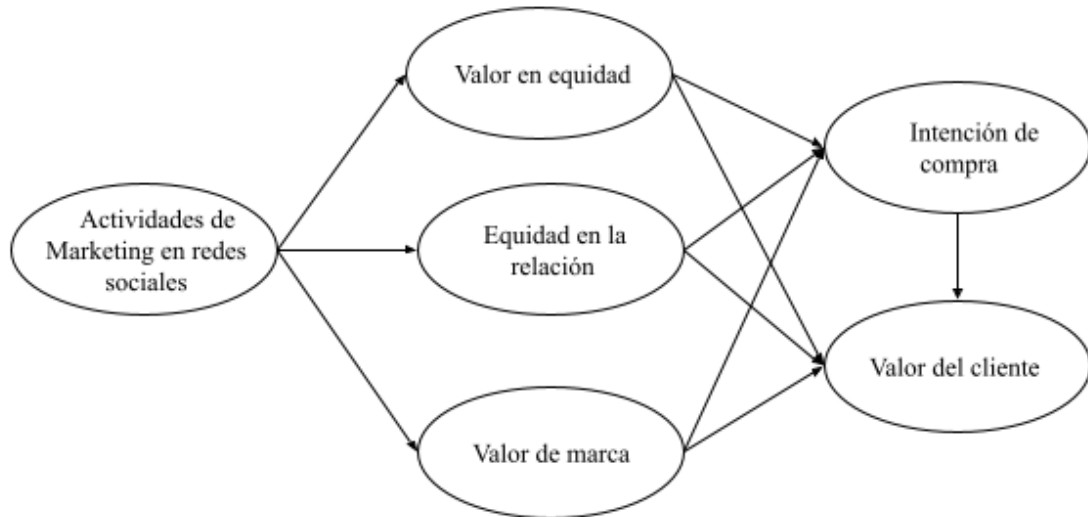 Valor en equidad
Intención de
compra
Actividades de
Marketing en redes
sociales
Equidad en la
relación
Valor del cliente
Valor de marca